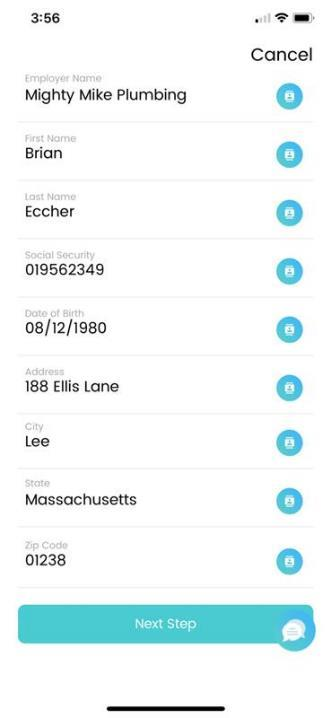 3:56
Cancel
Employer Name
Mighty Mike Plumbing
First Name
Brian
Last Name
Eccher
Social Security
019562349
Date of Birth
08/12/1980
Address
188 Ellis Lane
City
Lee
State
Massachusetts
Zip Code
01238
Next Step